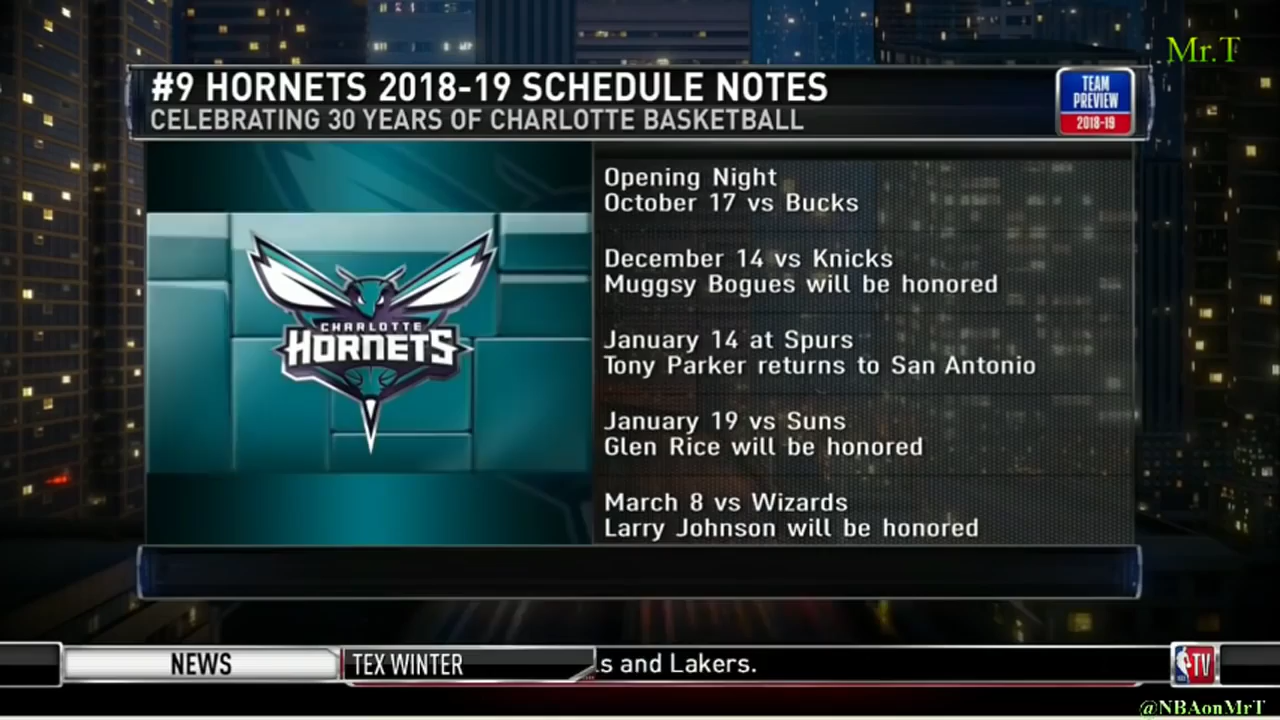 Mr.T
#9 HORNETS 2018-19 SCHEDULE NOTES
CELEBRATING 30 YEARS OF CHARLOTTE BASKETBALL
TEAM
PREVIEW
2018-19
Opening Night
October 17 vs Bucks
December 14 vs Knicks
Muggsy Bogues will be honored
January 14 at Spurs
Tony Parker returns to San Antonio
January 19 vs Suns
Glen Rice will be honored
March 8 vs Wizards
Larry Johnson will be honored
CHARLOTTE
HORNETS
NEWS
TEX WINTER
s and Lakers.
TV
@NBAonMrT